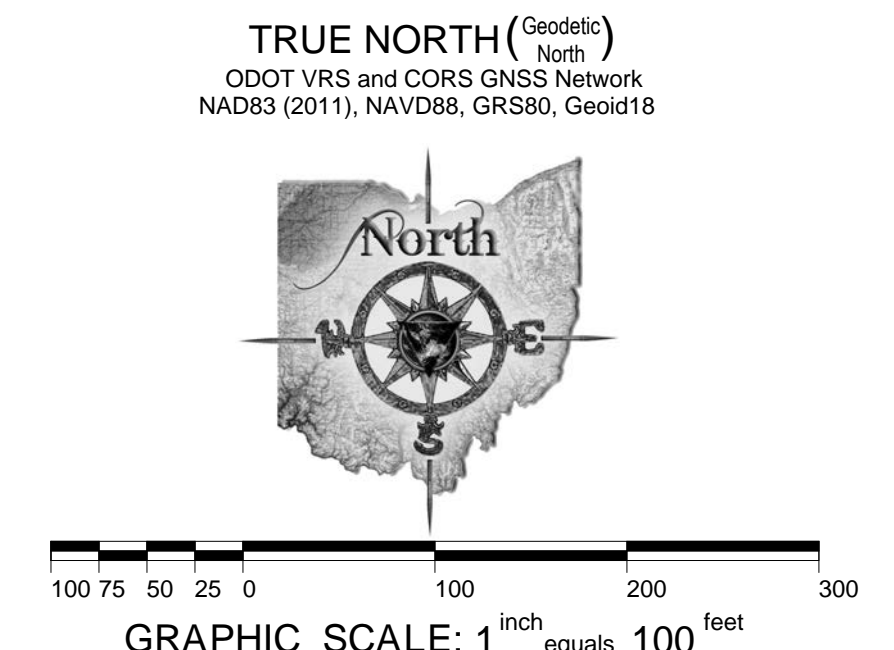 TRUE NORTH (Geodetic North)
ODOT VRS and CORS GNSS Network
NAD83 (2011), NAVD88, GRS80, Geoid18
North
W E
S
100 75 50 25 0 100 200 300
GRAPHIC SCALE: 1 inch equals 100 feet